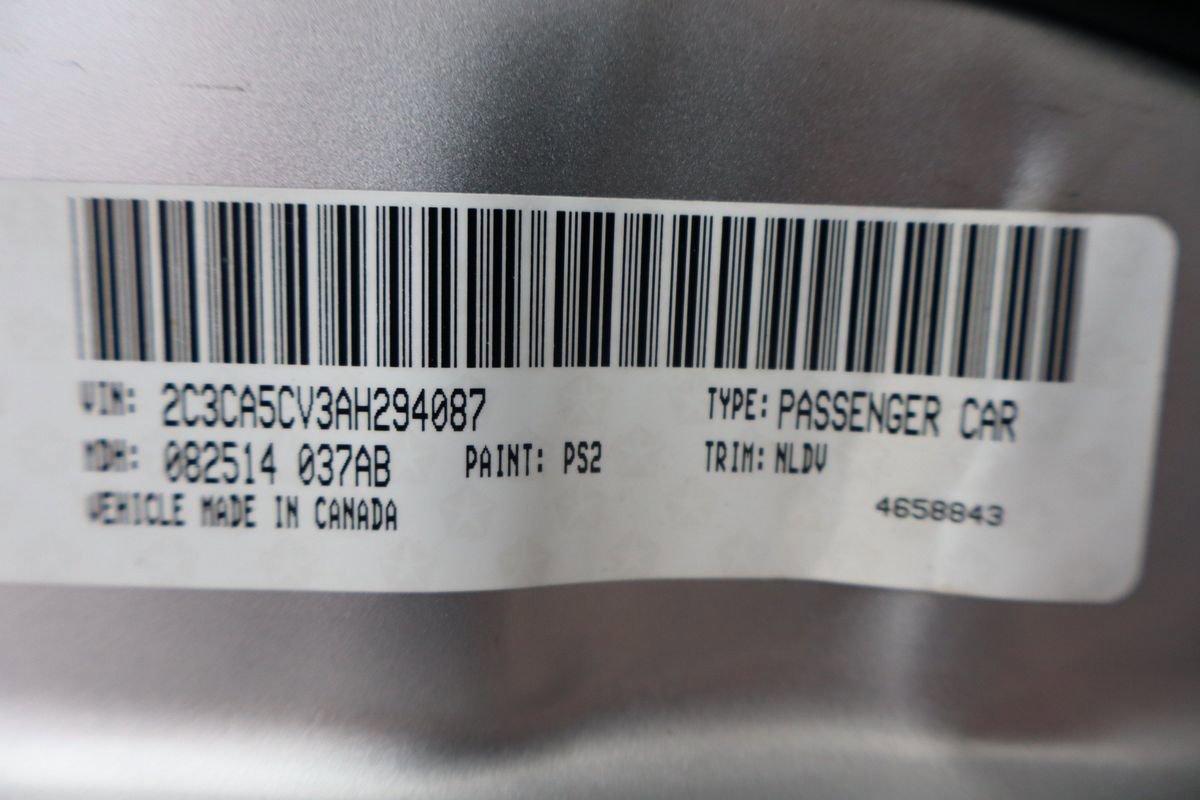 VIN: 2C3CA5CV3AH294087 TYPE: PASSENGER CAR
MDH: 082514 037AB PAINT: PS2 TRIM: NLDV
VEHICLE MADE IN CANADA 4658843